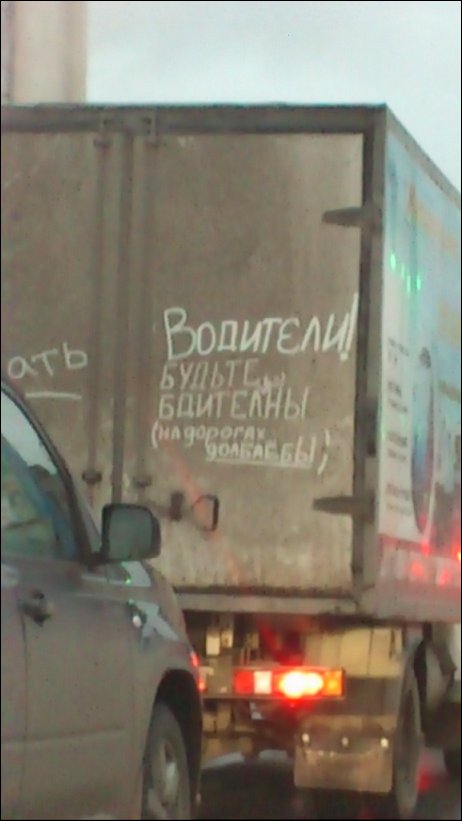 ать
ВОДИТЕЛИ!
БУДЬТЕ
БДИТЕЛНЫ
(НА ДОРОГАХ
ДОЛБАЁБЫ)